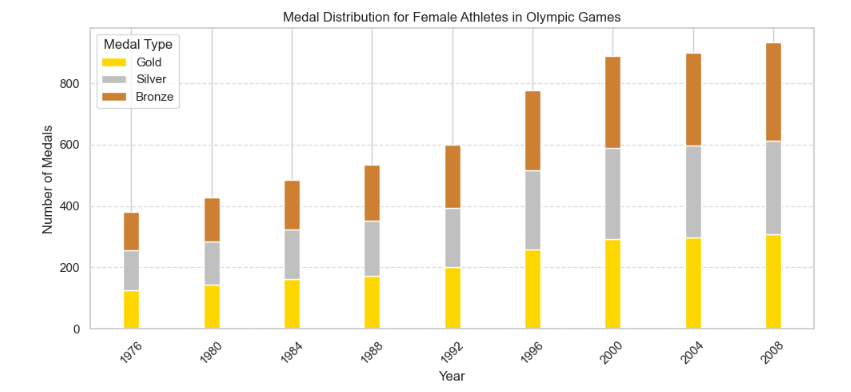 Medal Distribution for Female Athletes in Olympic Games
Medal Type
Gold
Silver
Bronze
Number of Medals
800
600
400
200
0
1976
1980
1984
1988
1992
1996
2000
2004
2008
Year